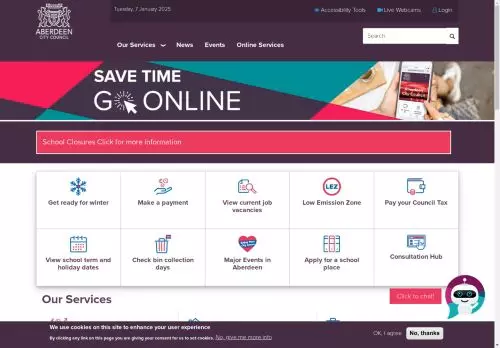 Tuesday, 7 January 2025
Accessibility Tools
Live Webcams
Login
ABERDEEN
CITY COUNCIL
Our Services
News
Events
Online Services
Search
SAVE TIME
GO ONLINE
School Closures Click for more information
Get ready for winter
Make a payment
View current job vacancies
LEZ
Low Emission Zone
Pay your Council Tax
View school term and holiday dates
Check bin collection days
Major Events in Aberdeen
Apply for a school place
Consultation Hub
Our Services
Click to chat!
We use cookies on this site to enhance your user experience
By clicking any link on this page you are giving your consent for us to set cookies. No, give me more info
OK, I agree
No, thanks